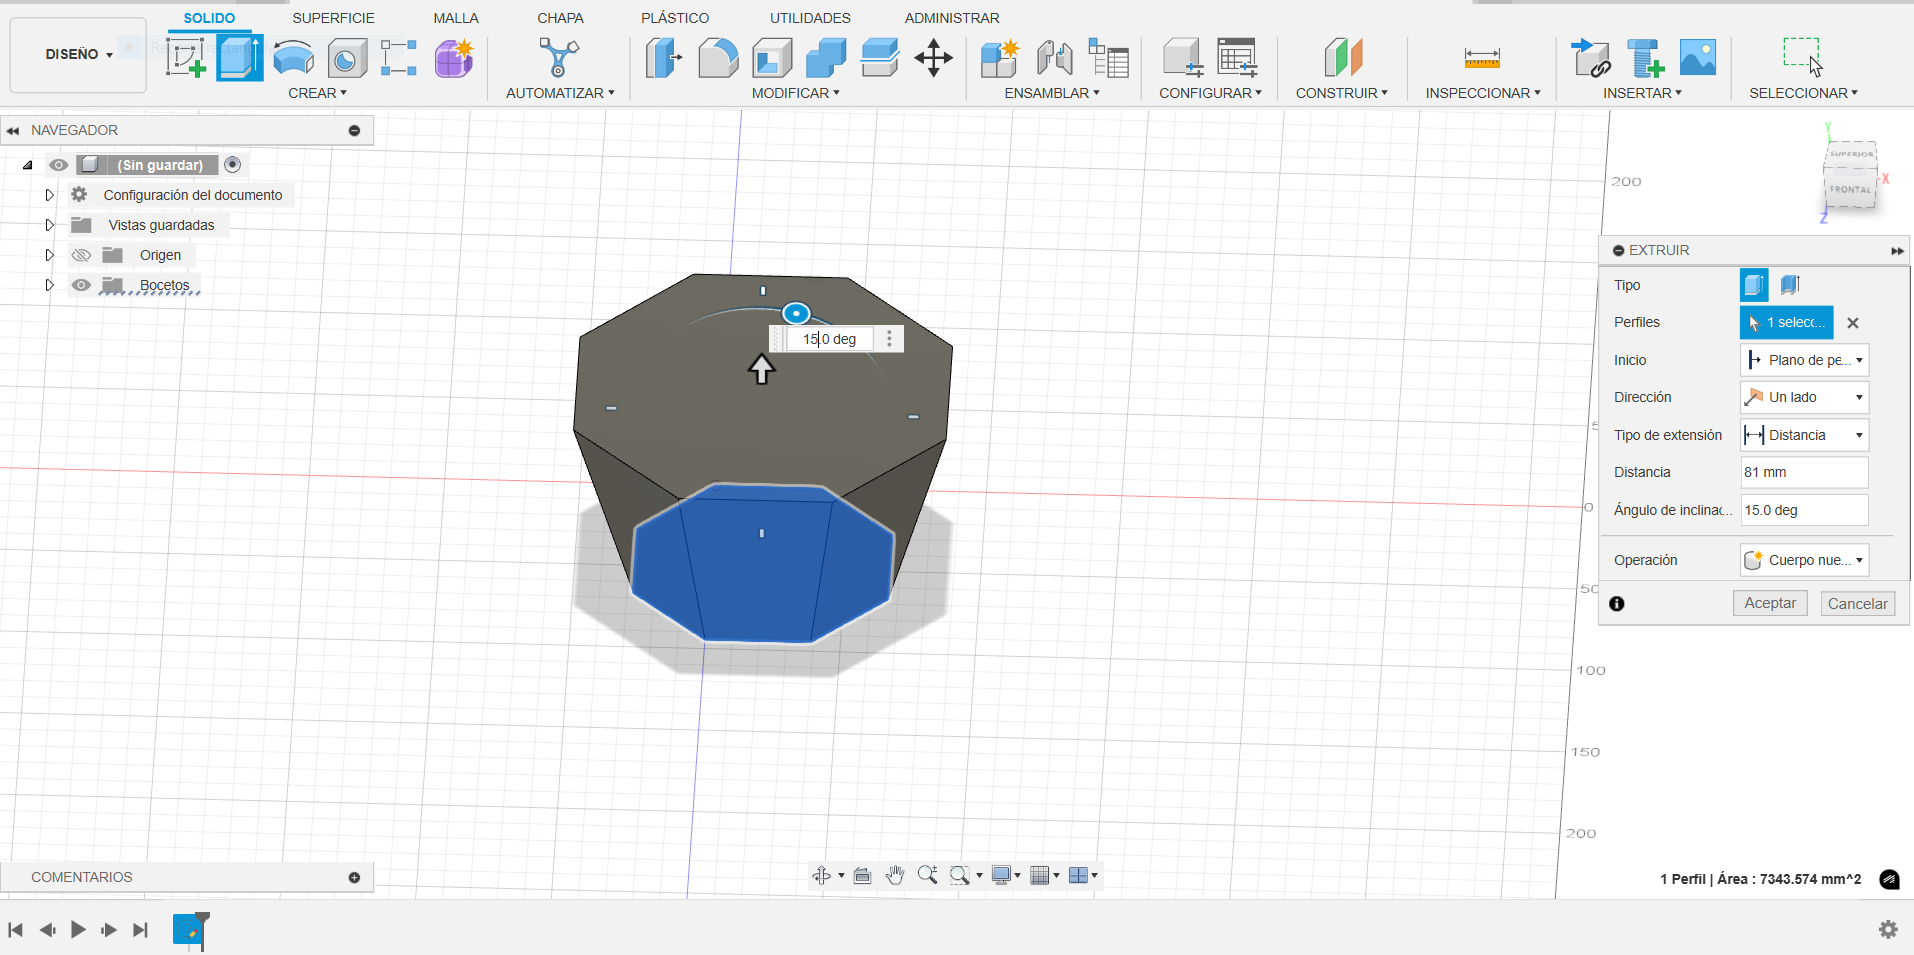 SOLIDO SUPERFICIE MALLA CHAPA PLÁSTICO UTILIDADES ADMINISTRAR
DISEÑO
CREAR AUTOMATIZAR MODIFICAR ENSAMBLAR CONFIGURAR CONSTRUIR INSPECCIONAR INSERTAR SELECCIONAR
NAVEGADOR
(Sin guardar)
Configuración del documento
Vistas guardadas
Origen
Bocetos
Y
SUPERIOR
FRONTAL
X
Z
200
0
50
100
150
200
15.0 deg
EXTRUIR
Tipo
Perfiles 1 selecc...
Inicio Plano de pe...
Dirección Un lado
Tipo de extensión Distancia
Distancia 81 mm
Ángulo de inclinac... 15.0 deg
Operación Cuerpo nue...
Aceptar Cancelar
COMENTARIOS
1 Perfil | Área : 7343.574 mm^2